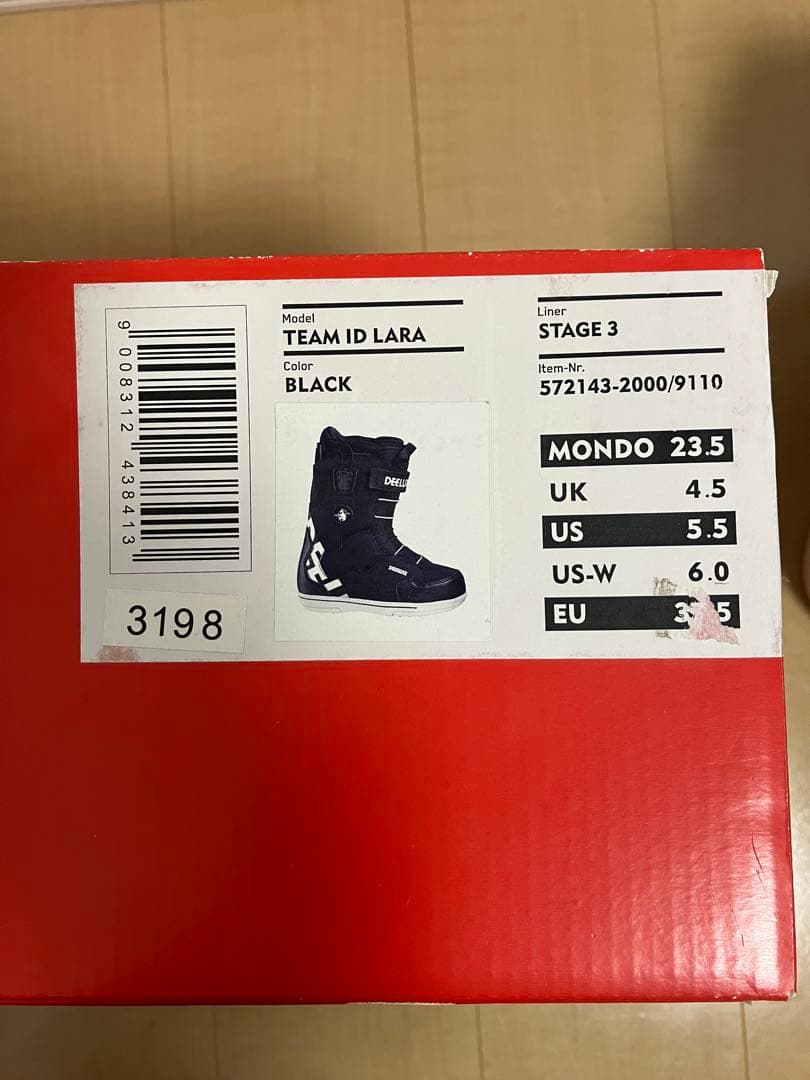 9 008312 438413
3198
Model
TEAM ID LARA
Color
BLACK
DEELU
Liner
STAGE 3
Item-Nr.
572143-2000/9110
MONDO 23.5
UK 4.5
US 5.5
US-W 6.0
EU